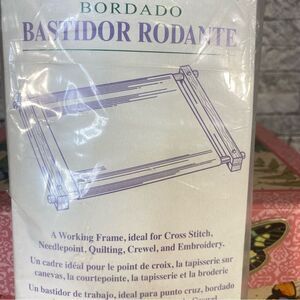 BORDADO
BASTIDOR RODANTE
A Working Frame, ideal for Cross Stitch,
Needlepoint, Quilting, Crewel, and Embroidery.
Un cadre idéal pour le point de croix, la tapisserie sur
canevas, la courtepointe, la tapisserie et la broderie
Un bastidor de trabajo, ideal para punto cruz, bordado